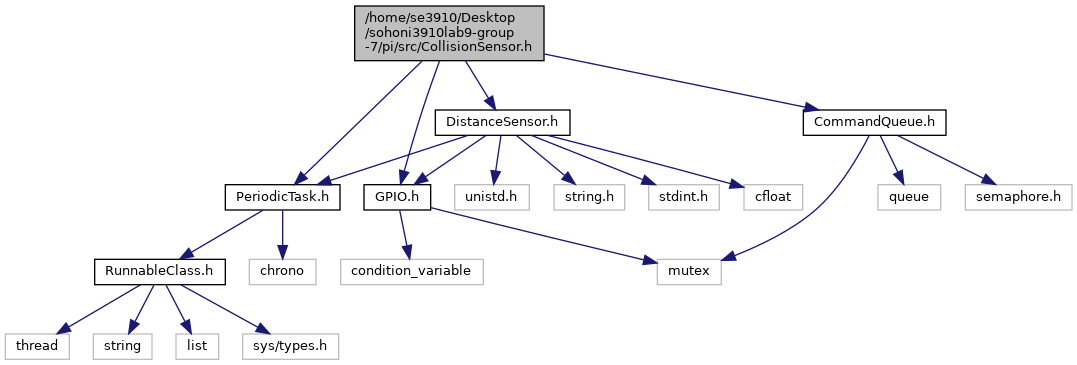 /home/se3910/Desktop
/sohoni3910lab9-group
-7/pi/src/CollisionSensor.h
DistanceSensor.h
CommandQueue.h
PeriodicTask.h
GPIO.h
unistd.h
string.h
stdint.h
cfloat
queue
semaphore.h
RunnableClass.h
chrono
condition_variable
mutex
thread
string
list
sys/types.h